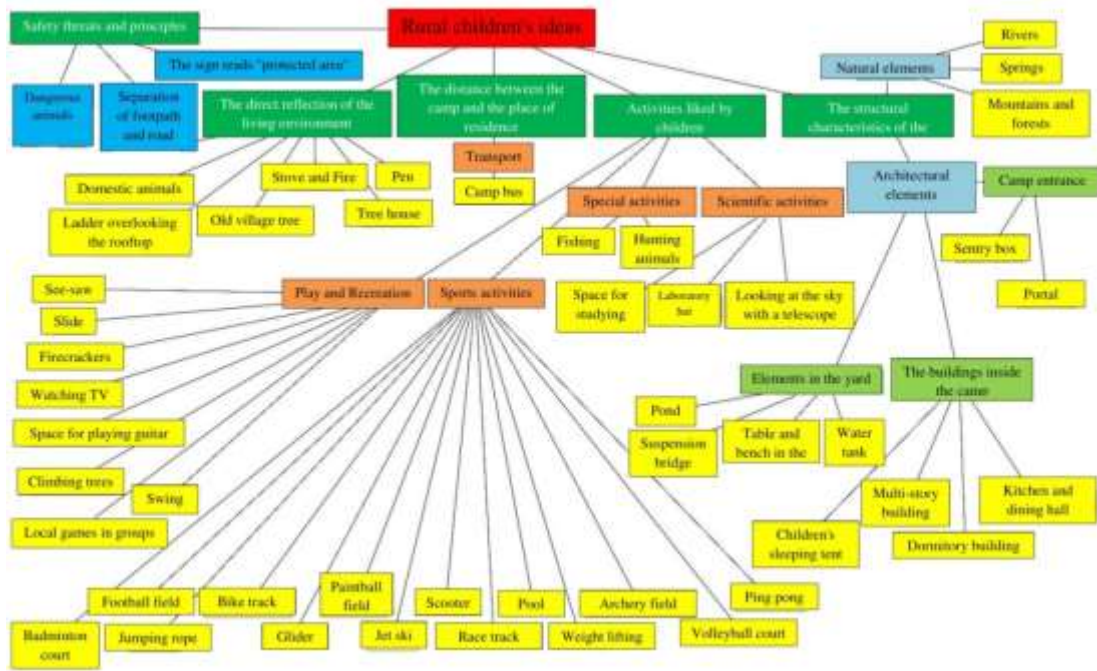 Rural children's ideas
Safety threats and principles
The sign reads "protected area"
Dangerous
animals
Separation
of footpath
and road
The direct reflection of the
living environment
The distance between the
camp and the place of
residence
Activities liked by
children
The structural
characteristics of the
Natural elements
Rivers
Springs
Mountains and
forests
Domestic animals
Ladder overlooking
the rooftop
Old village tree
Stove and Fire
Tree house
Pen
Transport
Camp bus
Special activities
Fishing
Hunting
animals
Scientific activities
Space for
studying
Laboratory
hut
Looking at the sky
with a telescope
Architectural
elements
Camp entrance
Sentry box
Portal
Play and Recreation
Sports activities
See-saw
Slide
Firecrackers
Watching TV
Space for playing guitar
Climbing trees
Swing
Local games in groups
Elements in the yard
Pond
Suspension
bridge
Table and
bench in the
Water
tank
The buildings inside
the camp
Children's
sleeping tent
Multi-story
building
Dormitory building
Kitchen and
dining hall
Badminton
court
Football field
Jumping rope
Bike track
Glider
Paintball
field
Jet ski
Scooter
Race track
Pool
Weight lifting
Archery field
Volleyball court
Ping pong